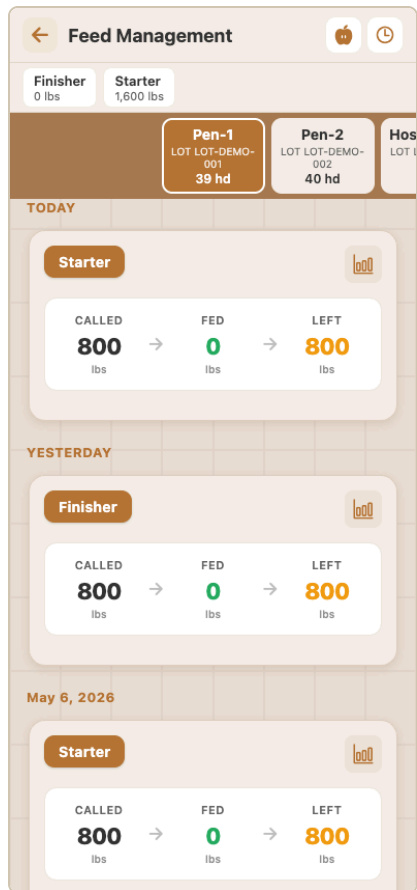 Feed Management
Finisher
0 lbs
Starter
1,600 lbs
Pen-1
LOT LOT-DEMO-
001
39 hd
Pen-2
LOT LOT-DEMO-
002
40 hd
Hos
LOT L
TODAY
Starter
CALLED
800
lbs
→
FED
0
lbs
→
LEFT
800
lbs
YESTERDAY
Finisher
CALLED
800
lbs
→
FED
0
lbs
→
LEFT
800
lbs
May 6, 2026
Starter
CALLED
800
lbs
→
FED
0
lbs
→
LEFT
800
lbs